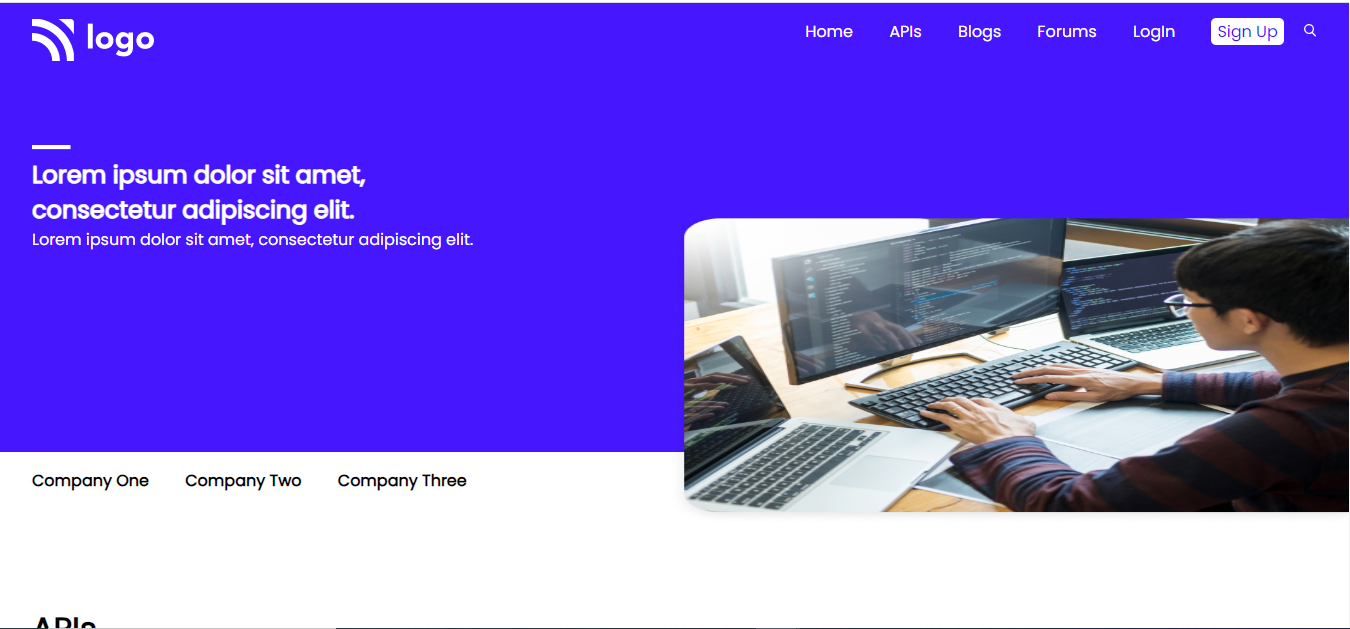 logo
Home APIs Blogs Forums LogIn Sign Up
Lorem ipsum dolor sit amet,
consectetur adipiscing elit.
Lorem ipsum dolor sit amet, consectetur adipiscing elit.
Company One Company Two Company Three
APIs